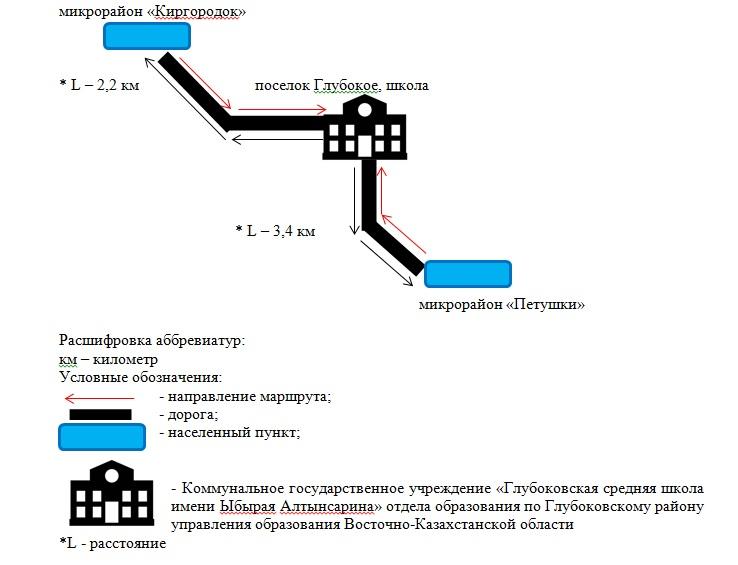 микрорайон «Киргородок»
* L – 2,2 км
поселок Глубокое, школа
* L – 3,4 км
микрорайон «Петушки»
Расшифровка аббревиатур:
км – километр
Условные обозначения:
- направление маршрута;
- дорога;
- населенный пункт;
- Коммунальное государственное учреждение «Глубоковская средняя школа
имени Ыбырая Алтынсарина» отдела образования по Глубоковскому району
управления образования Восточно-Казахстанской области
*L - расстояние